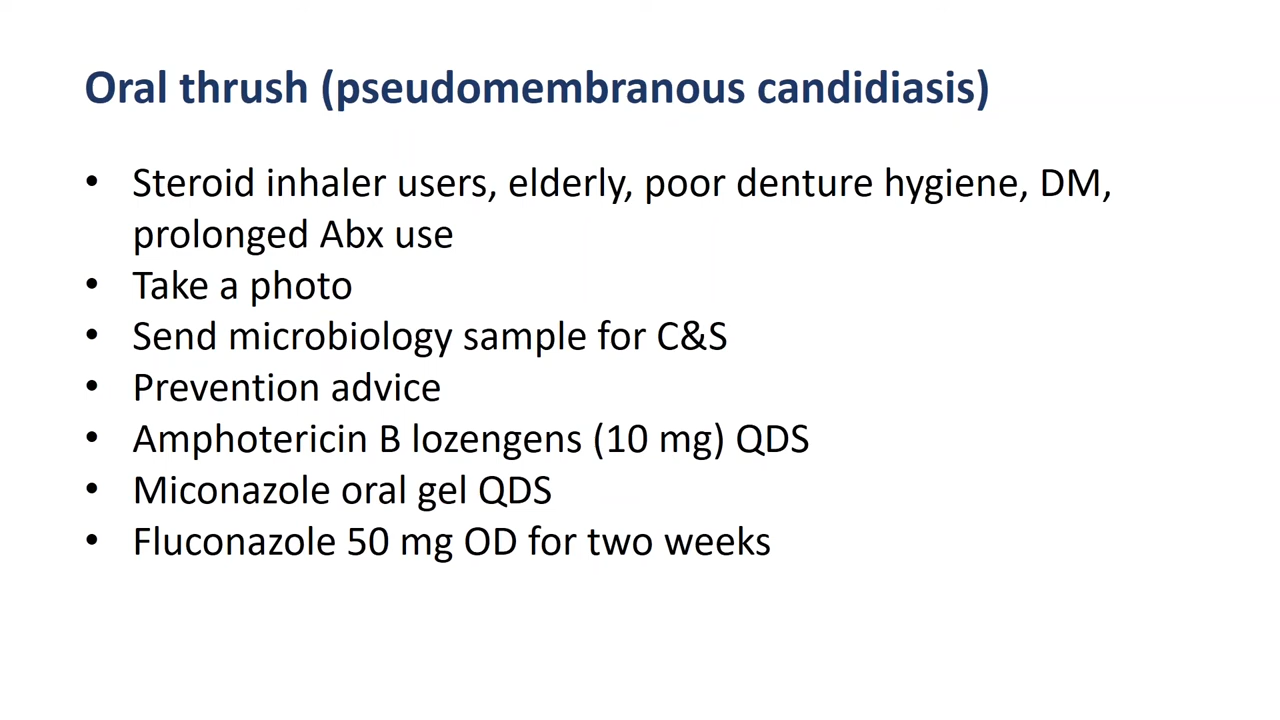 Oral thrush (pseudomembranous candidiasis)
• Steroid inhaler users, elderly, poor denture hygiene, DM,
prolonged Abx use
• Take a photo
• Send microbiology sample for C&S
• Prevention advice
• Amphotericin B lozengens (10 mg) QDS
• Miconazole oral gel QDS
• Fluconazole 50 mg OD for two weeks